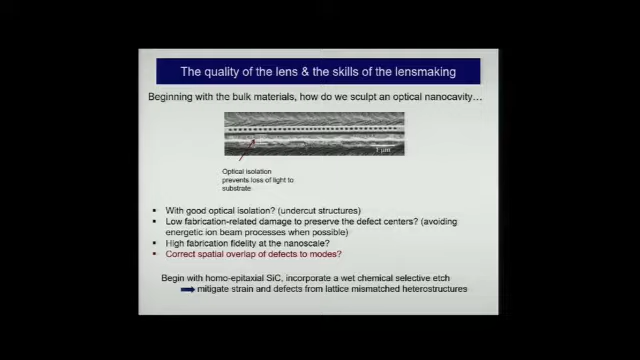 The quality of the lens & the skills of the lensmaking
Beginning with the bulk materials, how do we sculpt an optical nanocavity…
1 μm
Optical isolation
prevents loss of light to
substrate
With good optical isolation? (undercut structures)
Low fabrication-related damage to preserve the defect centers? (avoiding
energetic ion beam processes when possible)
High fabrication fidelity at the nanoscale?
Correct spatial overlap of defects to modes?
Begin with homo-epitaxial SiC, incorporate a wet chemical selective etch
mitigate strain and defects from lattice mismatched heterostructures